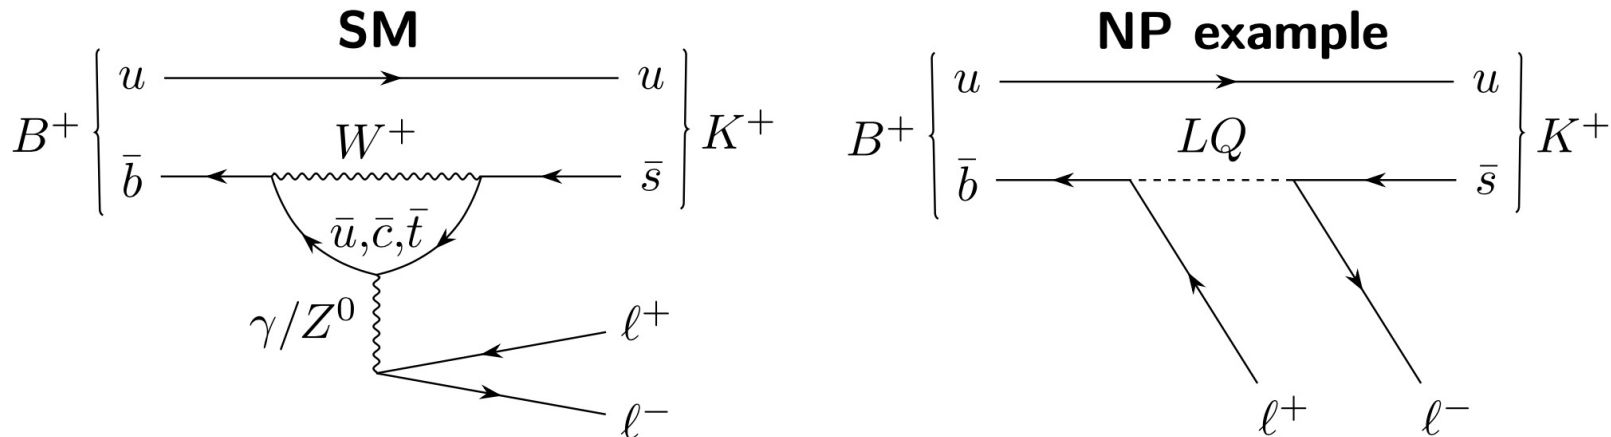 SM
u
u
B⁺
W⁺
K⁺
b̄
s̄
ū,c̄,t̄
γ/Z⁰
ℓ⁺
ℓ⁻
NP example
u
u
B⁺
LQ
K⁺
b̄
s̄
ℓ⁺
ℓ⁻